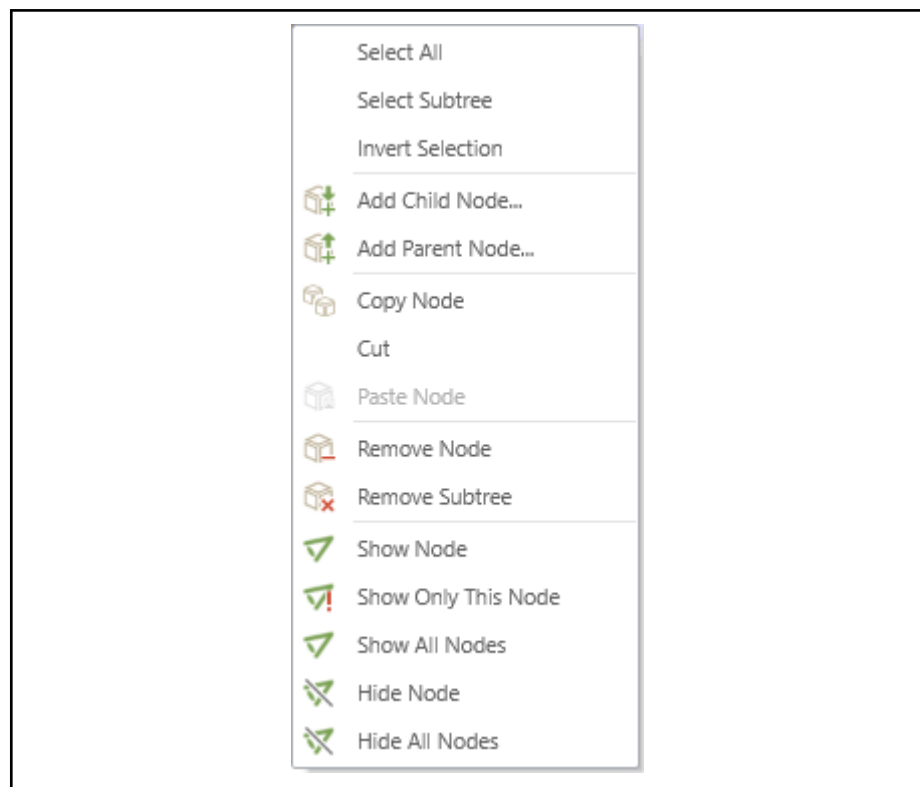 Select All
Select Subtree
Invert Selection
Add Child Node...
Add Parent Node...
Copy Node
Cut
Paste Node
Remove Node
Remove Subtree
Show Node
Show Only This Node
Show All Nodes
Hide Node
Hide All Nodes